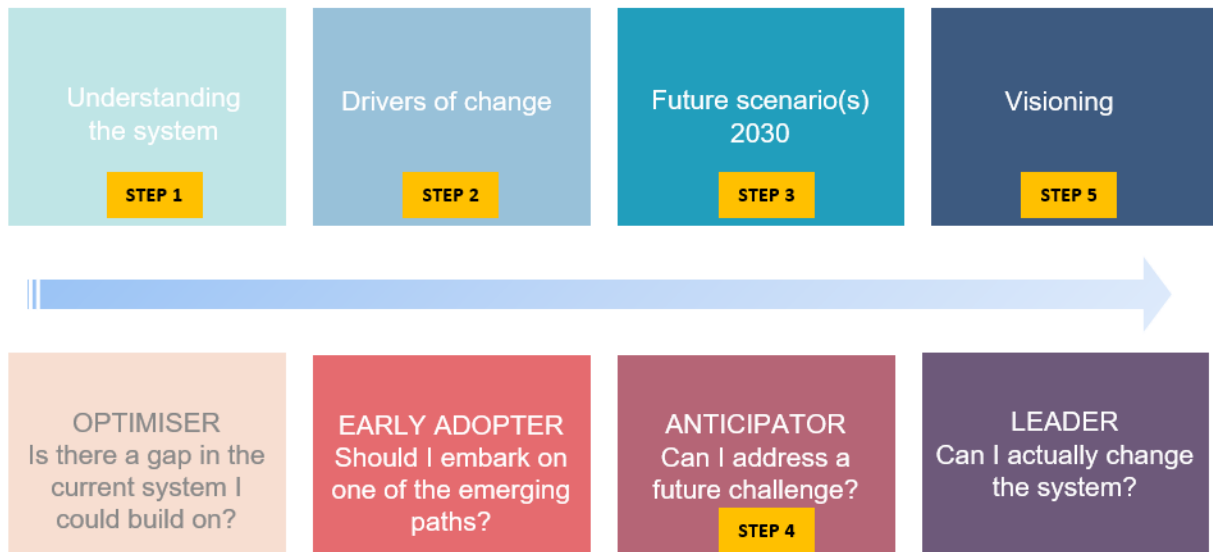 Understanding
the system
STEP 1
Drivers of change
STEP 2
Future scenario(s)
2030
STEP 3
Visioning
STEP 5
OPTIMISER
Is there a gap in the
current system I
could build on?
EARLY ADOPTER
Should I embark on
one of the emerging
paths?
ANTICIPATOR
Can I address a
future challenge?
STEP 4
LEADER
Can I actually change
the system?